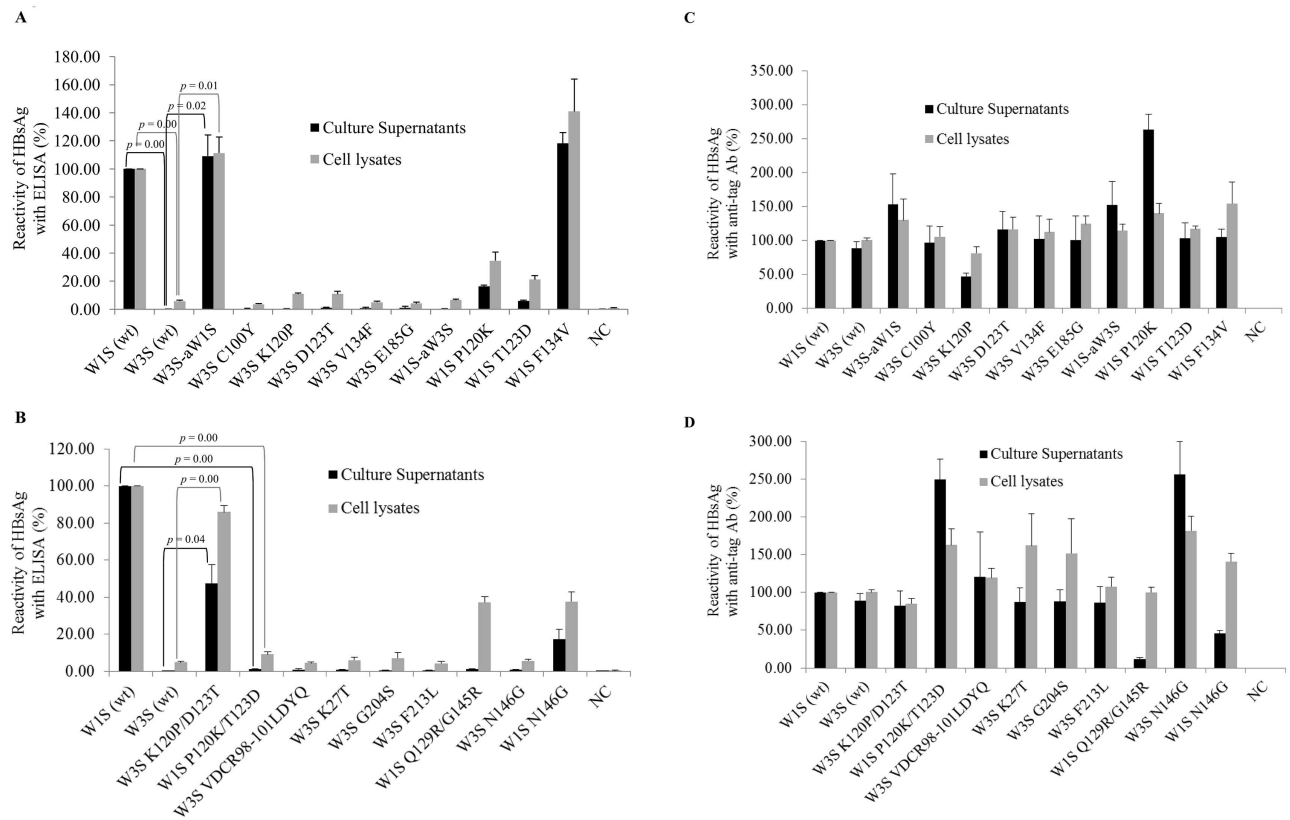 A
Reactivity of HBsAg
with ELISA (%)
180.00
160.00
140.00
120.00
100.00
80.00
60.00
40.00
20.00
0.00
p = 0.01
p = 0.02
p = 0.00
p = 0.00
Culture Supernatants
Cell lysates
W1S (wt)
W3S (wt)
W3S-aW1S
W3S C100Y
W3S K120P
W3S D123T
W3S V134F
W3S E185G
W1S-aW3S
W1S P120K
W1S T123D
W1S F134V
NC
C
Reactivity of HBsAg
with anti-tag Ab (%)
350.00
300.00
250.00
200.00
150.00
100.00
50.00
0.00
Culture Supernatants
Cell lysates
W1S (wt)
W3S (wt)
W3S-aW1S
W3S C100Y
W3S K120P
W3S D123T
W3S V134F
W3S E185G
W1S-aW3S
W1S P120K
W1S T123D
W1S F134V
NC
B
Reactivity of HBsAg
with ELISA (%)
120.00
100.00
80.00
60.00
40.00
20.00
0.00
p = 0.00
p = 0.00
p = 0.00
p = 0.04
Culture Supernatants
Cell lysates
W1S (wt)
W3S (wt)
W3S K120P/D123T
W1S P120K/T123D
W3S VDCR98-101LDYQ
W3S K27T
W3S G204S
W3S F213L
W1S Q129R/G145R
W3S N146G
W1S N146G
NC
D
Reactivity of HBsAg
with anti-tag Ab (%)
300.00
250.00
200.00
150.00
100.00
50.00
0.00
Culture Supernatants
Cell lysates
W1S (wt)
W3S (wt)
W3S K120P/D123T
W1S P120K/T123D
W3S VDCR98-101LDYQ
W3S K27T
W3S G204S
W3S F213L
W1S Q129R/G145R
W3S N146G
W1S N146G
NC